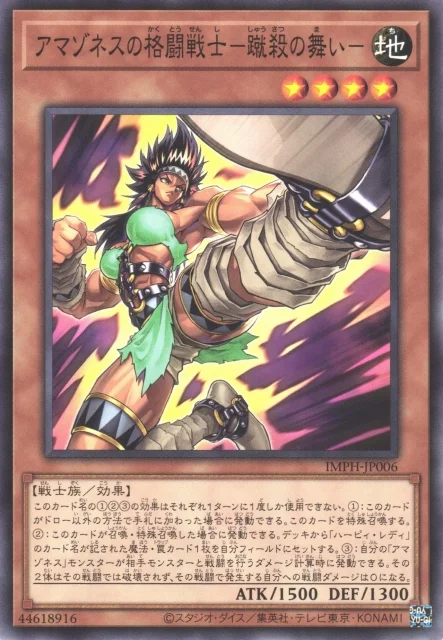 アマゾネスの格闘戦士－蹴殺の舞い－
地
IMPH-JP006
【戦士族／効果】
このカード名の①②③の効果はそれぞれ1ターンに1度しか使用できない。①:このカー
ドがドロー以外の方法で手札に加わった場合に発動できる。このカードを特殊召喚する。
②:このカードが召喚・特殊召喚した場合に発動できる。デッキから「ハーピィ・レディ」
のカード名が記された魔法・罠カード1枚を自分フィールドにセットする。③:自分の「ア
マゾネス」モンスターが相手モンスターと戦闘を行うダメージ計算時に発動できる。その
2体はその戦闘では破壊されず、その戦闘で発生する自分への戦闘ダメージは0になる。
ATK/1500 DEF/1300
44618916
©スタジオ・ダイス／集英社・テレビ東京・KONAMI